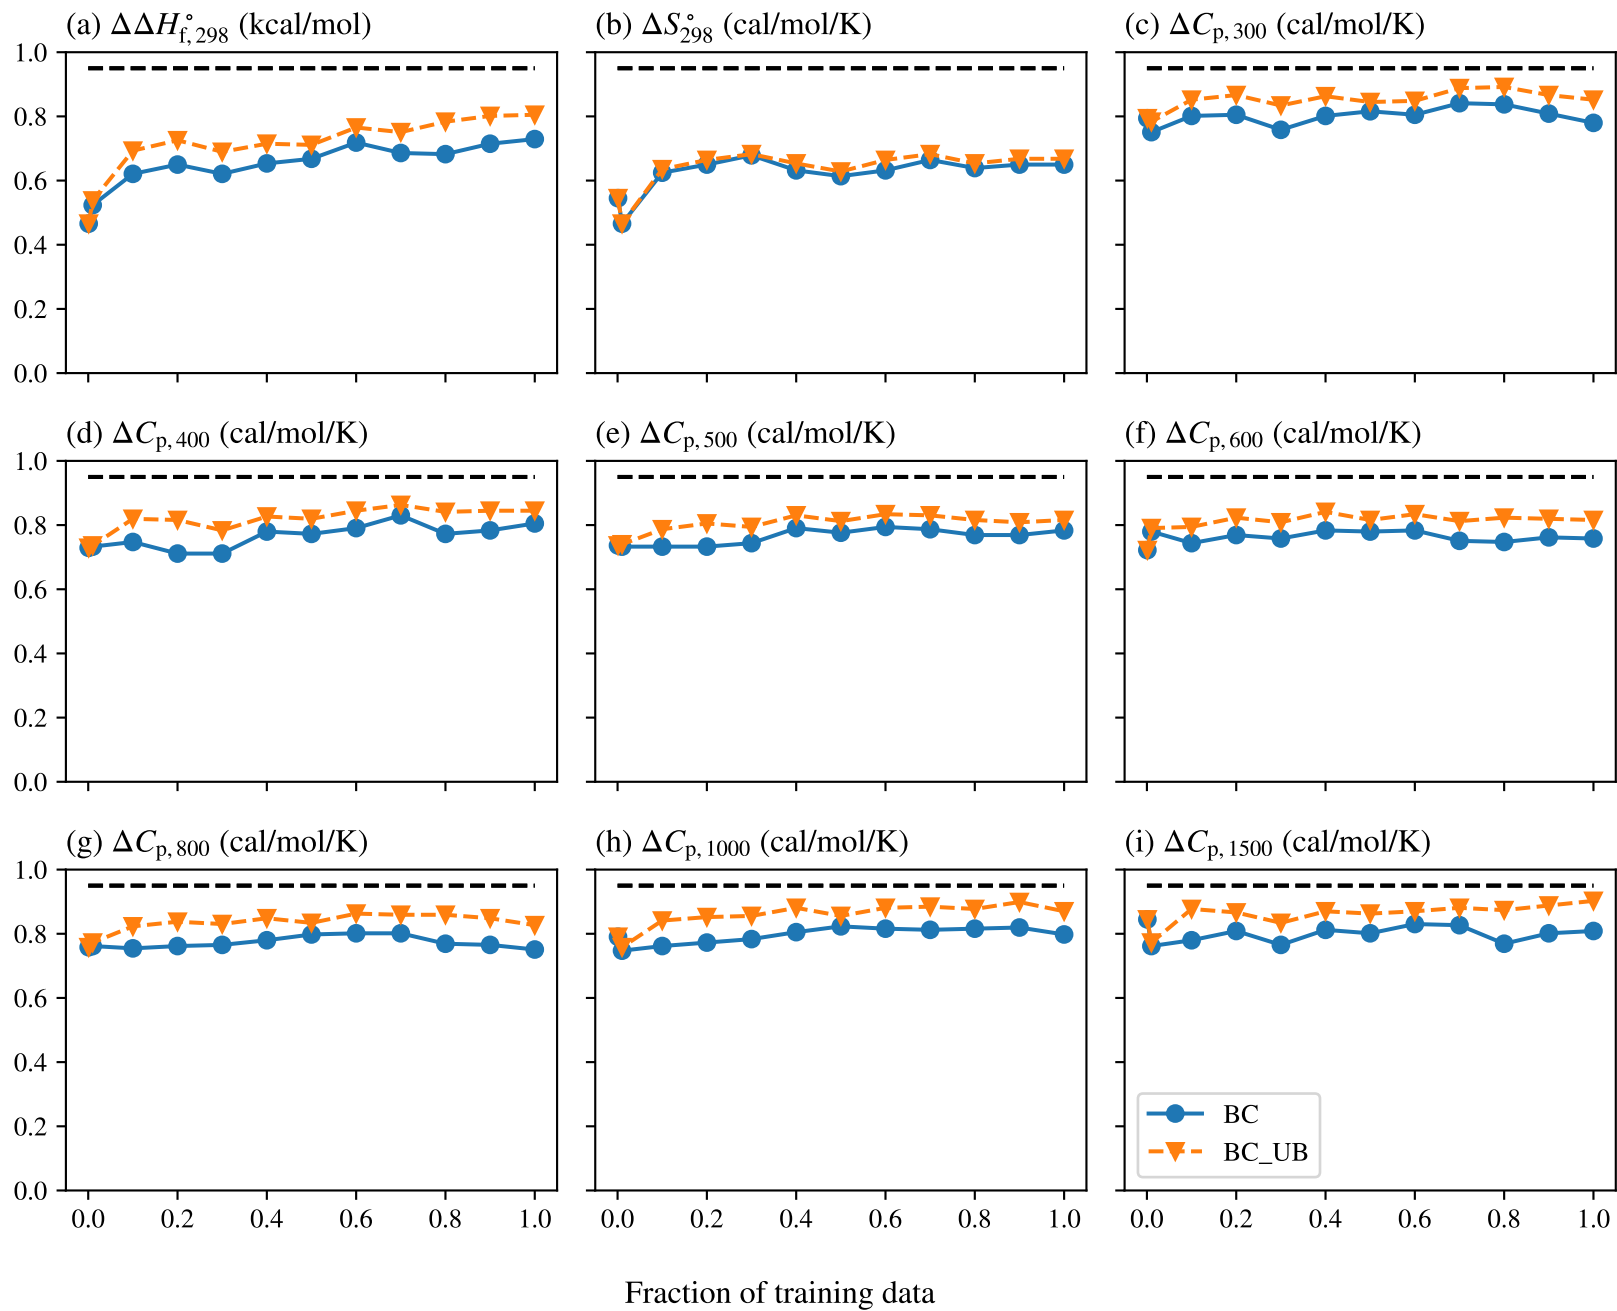 (a) ΔΔH°f, 298 (kcal/mol)
(b) ΔS°298 (cal/mol/K)
(c) ΔCp, 300 (cal/mol/K)
1.0
0.8
0.6
0.4
0.2
0.0
(d) ΔCp, 400 (cal/mol/K)
(e) ΔCp, 500 (cal/mol/K)
(f) ΔCp, 600 (cal/mol/K)
1.0
0.8
0.6
0.4
0.2
0.0
(g) ΔCp, 800 (cal/mol/K)
(h) ΔCp, 1000 (cal/mol/K)
(i) ΔCp, 1500 (cal/mol/K)
1.0
0.8
0.6
0.4
0.2
0.0
BC
BC_UB
0.0 0.2 0.4 0.6 0.8 1.0
0.0 0.2 0.4 0.6 0.8 1.0
0.0 0.2 0.4 0.6 0.8 1.0
Fraction of training data